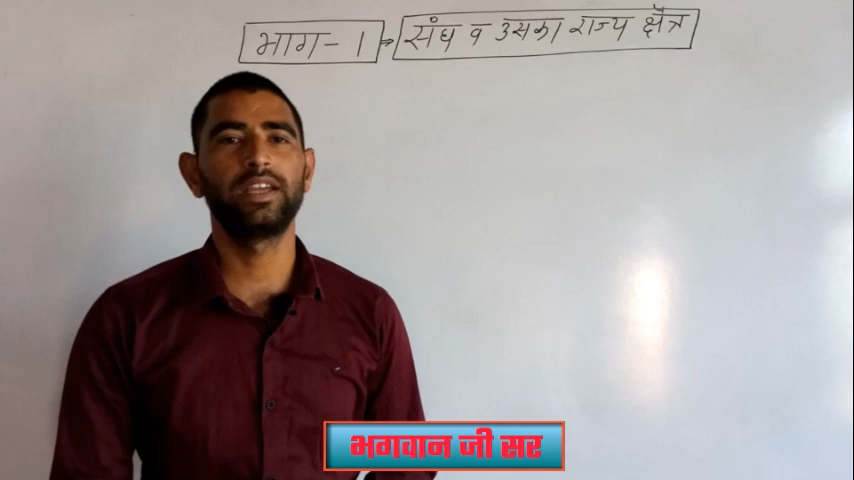 भाग - 1 → संघ व उसका राज्य क्षेत्र
भगवान जी सर